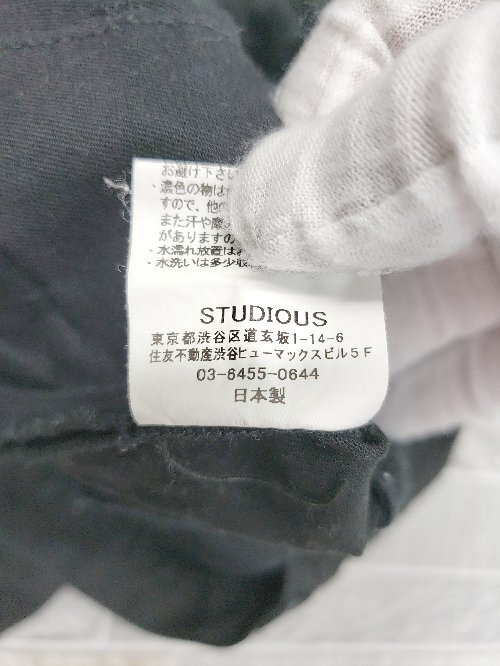 お避け下さい
・濃色の物は
すので、他
また汗や
がありますの
・水濡れ放置は
・水洗いは多少収
STUDIOUS
東京都渋谷区道玄坂1-14-6
住友不動産渋谷ヒューマックスビル5F
03-6455-0644
日本製